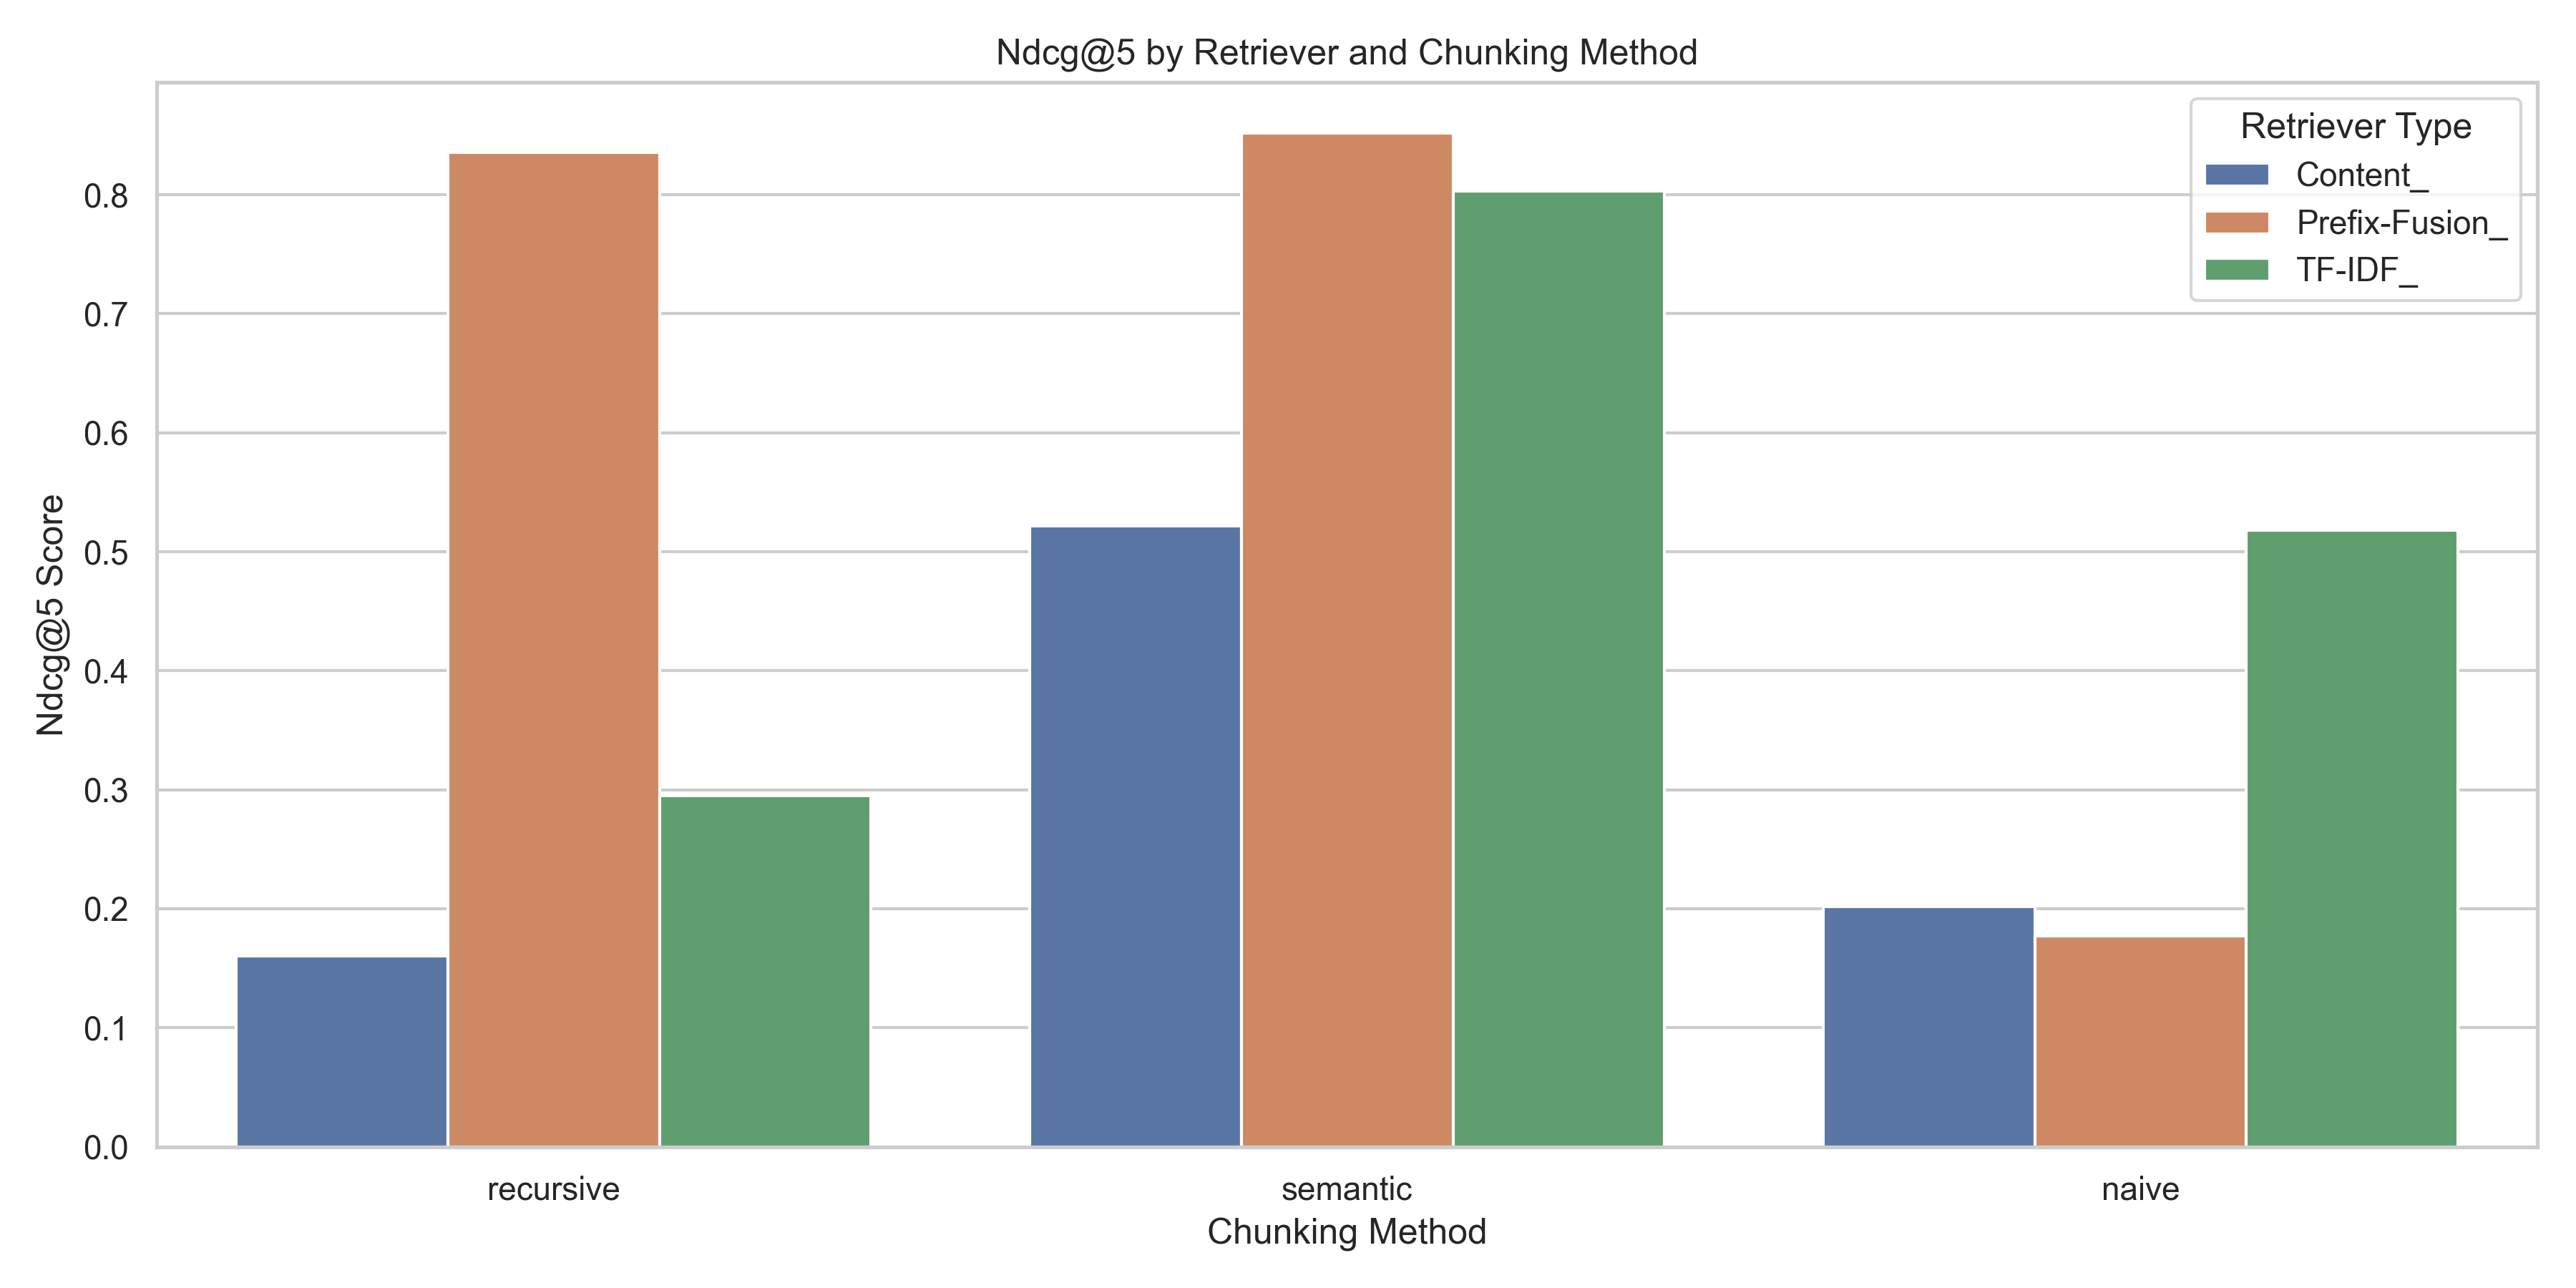 Ndcg@5 by Retriever and Chunking Method
Retriever Type
Content_
Prefix-Fusion_
TF-IDF_
Ndcg@5 Score
0.8
0.7
0.6
0.5
0.4
0.3
0.2
0.1
0.0
recursive
semantic
naive
Chunking Method